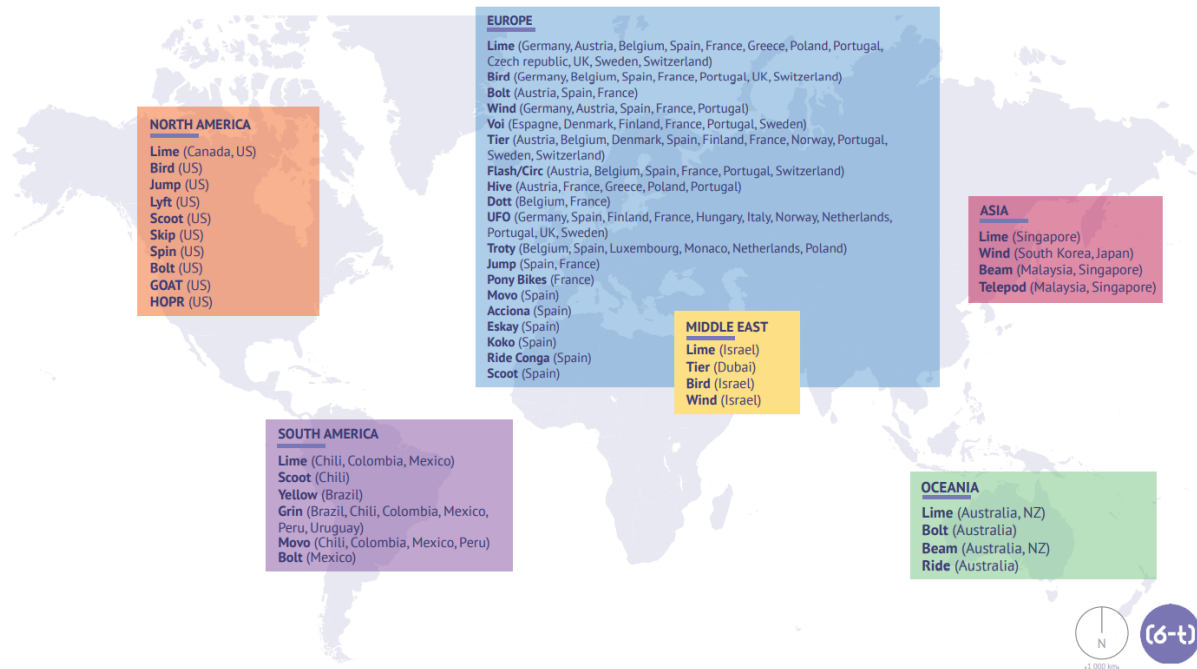 EUROPE
Lime (Germany, Austria, Belgium, Spain, France, Greece, Poland, Portugal,
Czech republic, UK, Sweden, Switzerland)
Bird (Germany, Belgium, Spain, France, Portugal, UK, Switzerland)
Bolt (Austria, Spain, France)
Wind (Germany, Austria, Spain, France, Portugal)
Voi (Espagne, Denmark, Finland, France, Portugal, Sweden)
Tier (Austria, Belgium, Denmark, Spain, Finland, France, Norway, Portugal,
Sweden, Switzerland)
Flash/Circ (Austria, Belgium, Spain, France, Portugal, Switzerland)
Hive (Austria, France, Greece, Poland, Portugal)
Dott (Belgium, France)
UFO (Germany, Spain, Finland, France, Hungary, Italy, Norway, Netherlands,
Portugal, UK, Sweden)
Troty (Belgium, Spain, Luxembourg, Monaco, Netherlands, Poland)
Jump (Spain, France)
Pony Bikes (France)
Movo (Spain)
Acciona (Spain)
Eskay (Spain)
Koko (Spain)
Ride Conga (Spain)
Scoot (Spain)
NORTH AMERICA
Lime (Canada, US)
Bird (US)
Jump (US)
Lyft (US)
Scoot (US)
Skip (US)
Spin (US)
Bolt (US)
GOAT (US)
HOPR (US)
ASIA
Lime (Singapore)
Wind (South Korea, Japan)
Beam (Malaysia, Singapore)
Telepod (Malaysia, Singapore)
MIDDLE EAST
Lime (Israel)
Tier (Dubai)
Bird (Israel)
Wind (Israel)
SOUTH AMERICA
Lime (Chili, Colombia, Mexico)
Scoot (Chili)
Yellow (Brazil)
Grin (Brazil, Chili, Colombia, Mexico,
Peru, Uruguay)
Movo (Chili, Colombia, Mexico, Peru)
Bolt (Mexico)
OCEANIA
Lime (Australia, NZ)
Bolt (Australia)
Beam (Australia, NZ)
Ride (Australia)
N
1 000 km
(6-t)